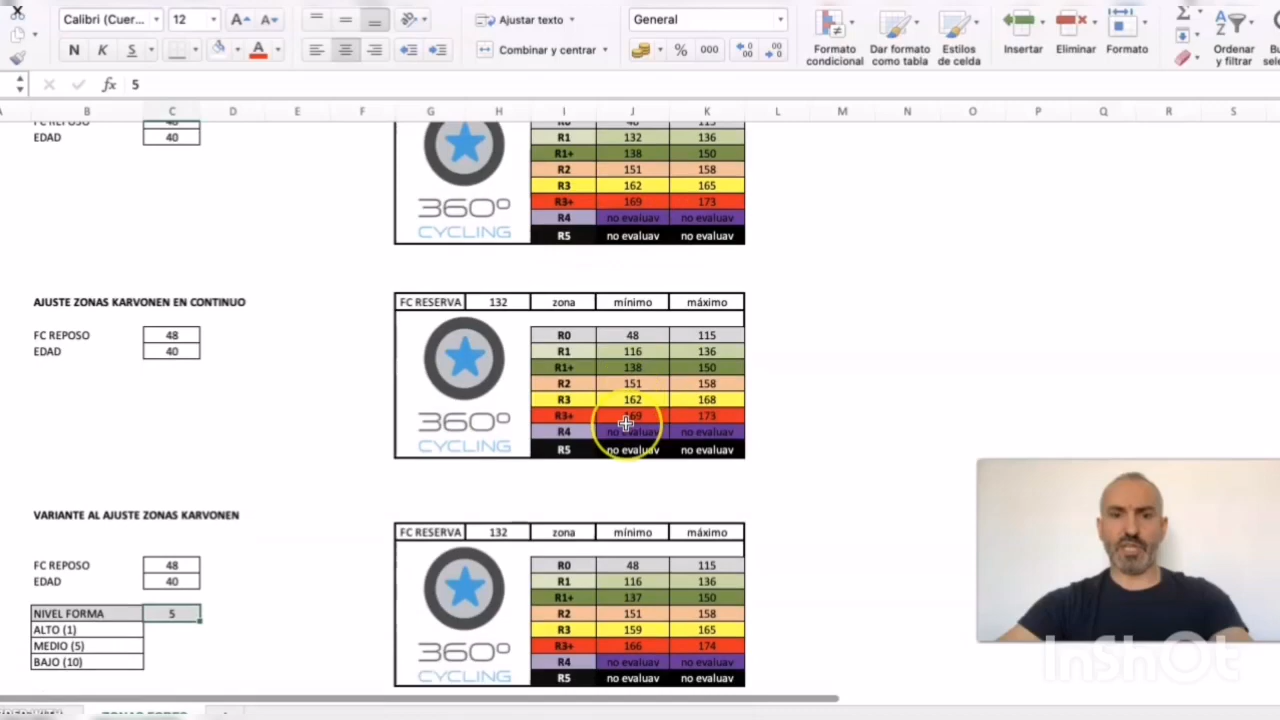 Calibri (Cuer...
12
A
A
Ajustar texto
General
N
K
S
A
Combinar y centrar
%
000
Formato condicional
Dar formato como tabla
Estilos de celda
Insertar
Eliminar
Formato
Ordenar y filtrar
fx
5
B C D E F G H I J K L M N O P Q R S
EDAD 40
R1 132 136
R1+ 138 150
R2 151 158
R3 162 165
R3+ 169 173
R4 no evaluav no evaluav
R5 no evaluav no evaluav
360º
CYCLING
AJUSTE ZONAS KARVONEN EN CONTINUO
FC RESERVA 132 zona mínimo máximo
FC REPOSO 48
EDAD 40
R0 48 115
R1 116 136
R1+ 138 150
R2 151 158
R3 162 168
R3+ 169 173
R4 no evaluav no evaluav
R5 no evaluav no evaluav
360º
CYCLING
VARIANTE AL AJUSTE ZONAS KARVONEN
FC RESERVA 132 zona mínimo máximo
FC REPOSO 48
EDAD 40
NIVEL FORMA 5
ALTO (1)
MEDIO (5)
BAJO (10)
R0 48 115
R1 116 136
R1+ 137 150
R2 151 158
R3 159 165
R3+ 166 174
R4 no evaluav no evaluav
R5 no evaluav no evaluav
360º
CYCLING
InShOt